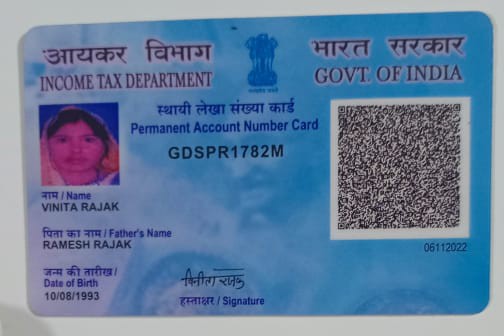 आयकर विभाग
भारत सरकार
INCOME TAX DEPARTMENT
GOVT. OF INDIA
स्थायी लेखा संख्या कार्ड
Permanent Account Number Card
GDSPR1782M
नाम / Name
VINITA RAJAK
पिता का नाम / Father's Name
RAMESH RAJAK
06112022
जन्म की तारीख /
Date of Birth
10/08/1993
विनीता रजक
हस्ताक्षर / Signature